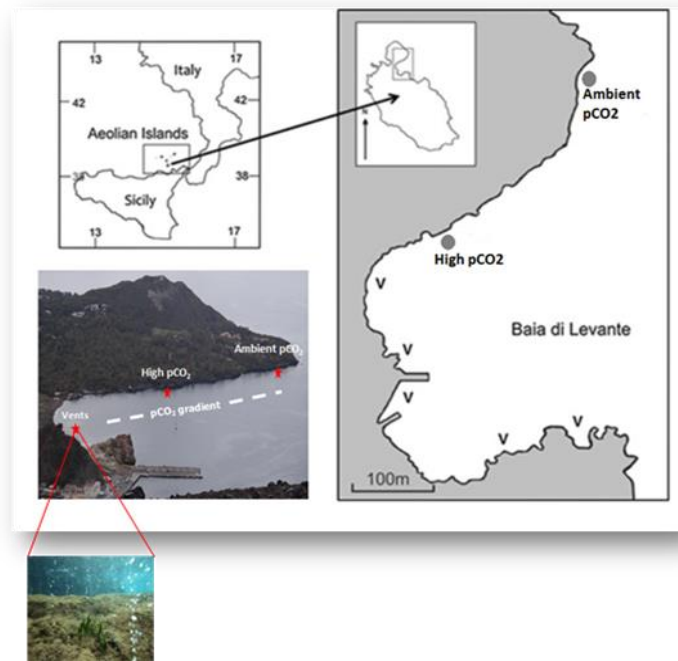 13 17
Italy
42 42
Aeolian Islands
38 38
Sicily
13 17
N
Ambient
pCO2
High pCO2
V
Baia di Levante
V
V
V
V
100m
Ambient pCO₂
High pCO₂
pCO₂ gradient
Vents